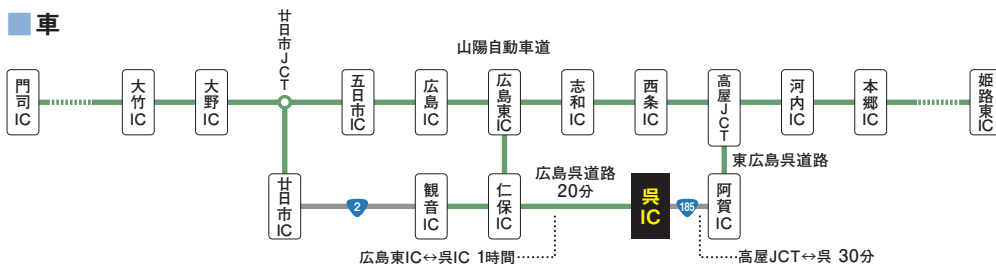 車
山陽自動車道
門司IC
大竹IC
大野IC
廿日市JCT
五日市IC
広島IC
広島東IC
志和IC
西条IC
高屋JCT
河内IC
本郷IC
姫路東IC
東広島呉道路
広島呉道路
20分
廿日市IC
2
観音IC
仁保IC
呉IC
185
阿賀IC
広島東IC↔呉IC 1時間
高屋JCT↔呉 30分